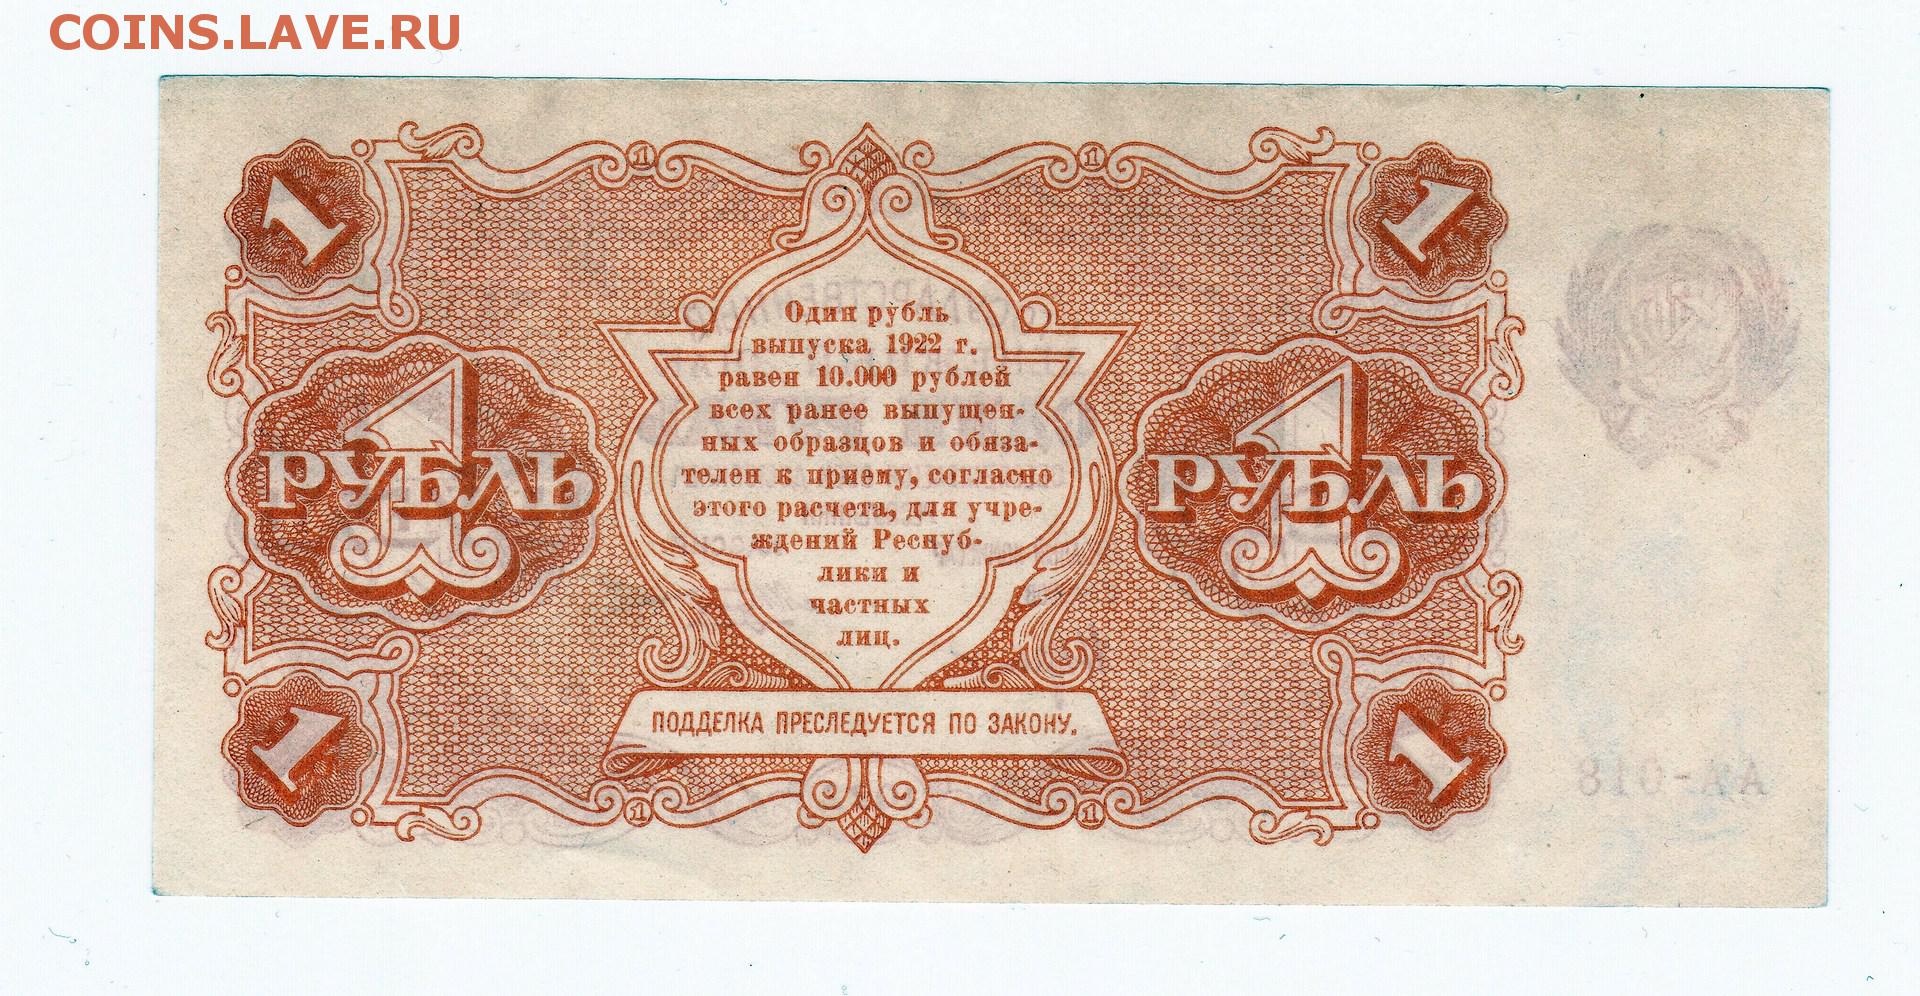 COINS.LAVE.RU
1 1 1 1
Один рубль
выпуска 1922 г.
равен 10.000 рублей
всех ранее выпущен-
ных образцов и обяза-
телен к приему, согласно
этого расчета, для учре-
ждений Респуб-
лики и
частных
лиц.
1 РУБЛЬ
1 РУБЛЬ
ПОДДЕЛКА ПРЕСЛЕДУЕТСЯ ПО ЗАКОНУ.
1 1 1 1
АА-018